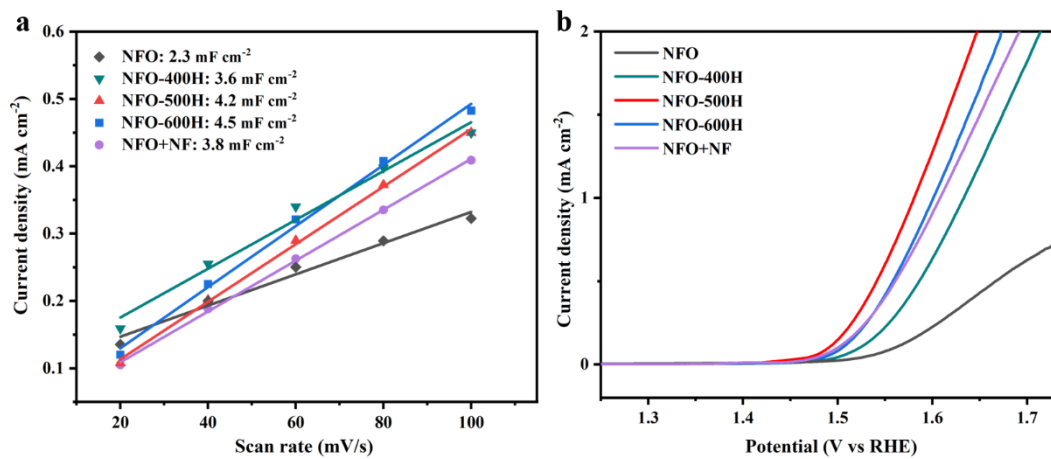 a
0.6
0.5
0.4
0.3
0.2
0.1
Current density (mA cm⁻²)
NFO: 2.3 mF cm⁻²
NFO-400H: 3.6 mF cm⁻²
NFO-500H: 4.2 mF cm⁻²
NFO-600H: 4.5 mF cm⁻²
NFO+NF: 3.8 mF cm⁻²
20 40 60 80 100
Scan rate (mV/s)
b
2
1
0
Current density (mA cm⁻²)
NFO
NFO-400H
NFO-500H
NFO-600H
NFO+NF
1.3 1.4 1.5 1.6 1.7
Potential (V vs RHE)